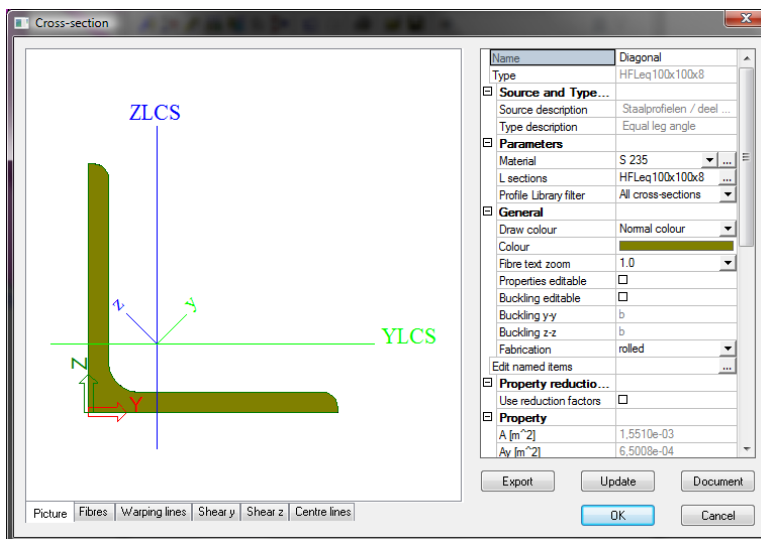 Cross-section
ZLCS
z
y
YLCS
Z
Y
Picture Fibres Warping lines Shear y Shear z Centre lines
Name Diagonal
Type HFLeq100x100x8
Source and Type...
Source description Staalprofielen / deel ...
Type description Equal leg angle
Parameters
Material S 235 ...
L sections HFLeq100x100x8 ...
Profile Library filter All cross-sections
General
Draw colour Normal colour
Colour
Fibre text zoom 1.0
Properties editable
Buckling editable
Buckling y-y b
Buckling z-z b
Fabrication rolled
Edit named items ...
Property reductio...
Use reduction factors
Property
A [m^2] 1,5510e-03
Ay [m^2] 6,5008e-04
Export Update Document
OK Cancel